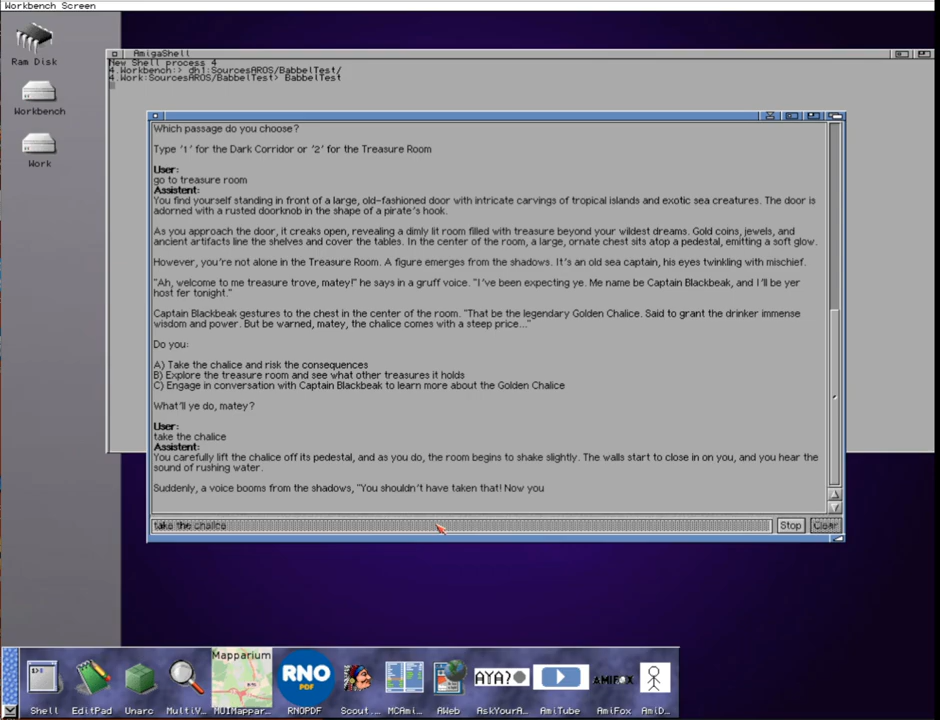 Workbench Screen
Ram Disk
Workbench
Work
AmigaShell
New Shell process 4
4.Workbench:> dh1:SourcesAROS/BabbelTest/
4.Work:SourcesAROS/BabbelTest> BabbelTest
Which passage do you choose?
Type '1' for the Dark Corridor or '2' for the Treasure Room
User:
go to treasure room
Assistent:
You find yourself standing in front of a large, old-fashioned door with intricate carvings of tropical islands and exotic sea creatures. The door is
adorned with a rusted doorknob in the shape of a pirate's hook.
As you approach the door, it creaks open, revealing a dimly lit room filled with treasure beyond your wildest dreams. Gold coins, jewels, and
ancient artifacts line the shelves and cover the tables. In the center of the room, a large, ornate chest sits atop a pedestal, emitting a soft glow.
However, you're not alone in the Treasure Room. A figure emerges from the shadows. It's an old sea captain, his eyes twinkling with mischief.
"Ah, welcome to me treasure trove, matey!" he says in a gruff voice. "I've been expecting ye. Me name be Captain Blackbeak, and I'll be yer
host fer tonight."
Captain Blackbeak gestures to the chest in the center of the room. "That be the legendary Golden Chalice. Said to grant the drinker immense
wisdom and power. But be warned, matey, the chalice comes with a steep price..."
Do you:
A) Take the chalice and risk the consequences
B) Explore the treasure room and see what other treasures it holds
C) Engage in conversation with Captain Blackbeak to learn more about the Golden Chalice
What'll ye do, matey?
User:
take the chalice
Assistent:
You carefully lift the chalice off its pedestal, and as you do, the room begins to shake slightly. The walls start to close in on you, and you hear the
sound of rushing water.
Suddenly, a voice booms from the shadows, "You shouldn't have taken that! Now you
take the chalice
Stop
Clear
Mapparium
RNO
PDF
AYA?
AMIFOX
Shell
EditPad
Unarc
MultiV...
MUIMappar...
RNOPDF
Scout...
MCAmi...
AWeb
AskYourA...
AmiTube
AmiFox
AmiD...